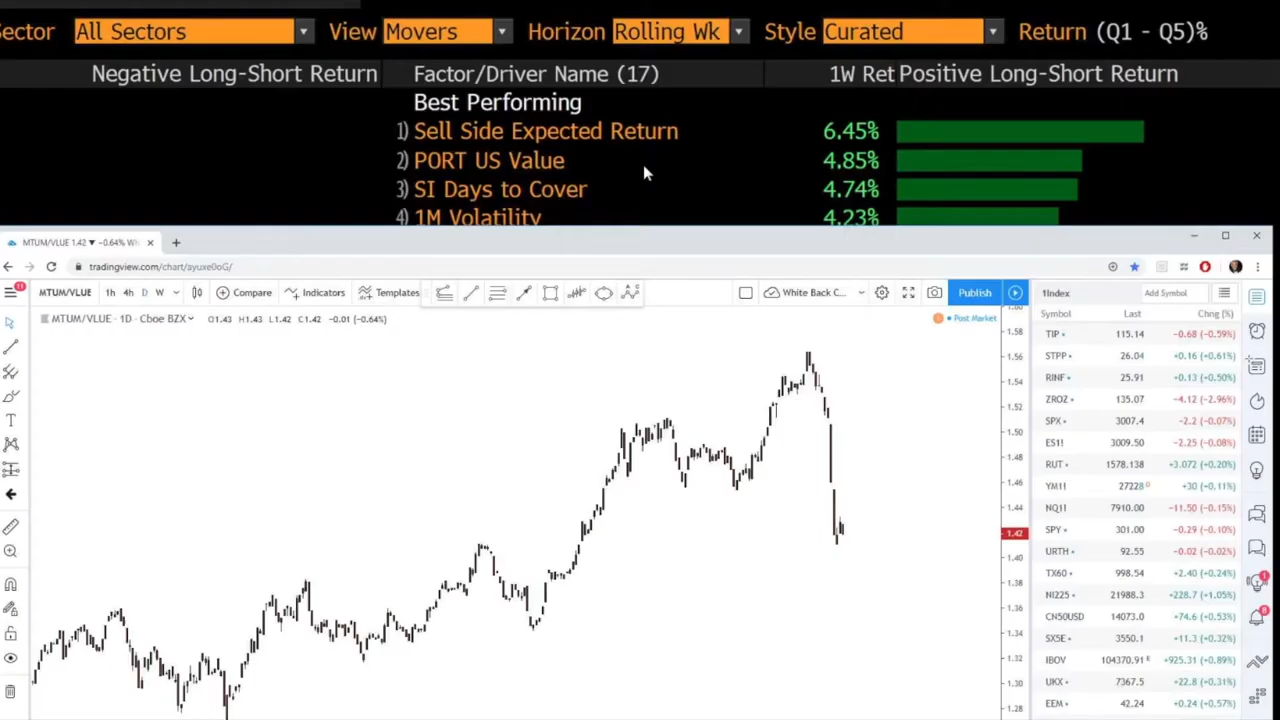 Sector All Sectors View Movers Horizon Rolling Wk Style Curated Return (Q1 - Q5)%
Negative Long-Short Return Factor/Driver Name (17) 1W Ret Positive Long-Short Return
Best Performing
1) Sell Side Expected Return 6.45%
2) PORT US Value 4.85%
3) SI Days to Cover 4.74%
4) 1M Volatility 4.23%
MTUM/VLUE 1.42 ▼ −0.64%
tradingview.com/chart/ayuxe0oG/
11 MTUM/VLUE 1h 4h D W Compare Indicators Templates White Back C... Publish 1Index Add Symbol
MTUM/VLUE · 1D · Cboe BZX O1.43 H1.43 L1.42 C1.42 −0.01 (−0.64%) Post Market
Symbol Last Chng (%)
TIP 115.14 −0.68 (−0.59%)
STPP 26.04 +0.16 (+0.61%)
RINF 25.91 +0.13 (+0.50%)
ZROZ 135.07 −4.12 (−2.96%)
SPX 3007.4 −2.2 (−0.07%)
ES1! 3009.50 −2.25 (−0.08%)
RUT 1578.138 +3.072 (+0.20%)
YM1! 27228 +30 (+0.11%)
NQ1! 7910.00 −11.50 (−0.15%)
SPY 301.00 −0.29 (−0.10%)
URTH 92.55 −0.02 (−0.02%)
TX60 998.54 +2.40 (+0.24%)
NI225 21988.3 +228.7 (+1.05%)
CN50USD 14073.0 +74.6 (+0.53%)
SX5E 3550.1 +11.3 (+0.32%)
IBOV 104370.91 +925.31 (+0.89%)
UKX 7367.5 +22.8 (+0.31%)
EEM 42.24 +0.24 (+0.57%)
1.58
1.56
1.54
1.52
1.50
1.48
1.46
1.44
1.42
1.40
1.38
1.36
1.34
1.32
1.30
1.28
1
8